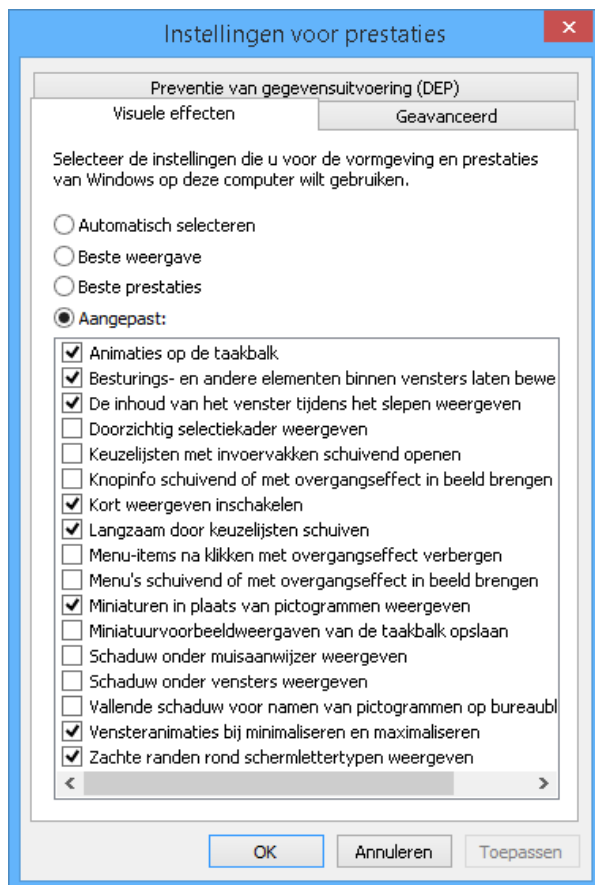 Instellingen voor prestaties
Preventie van gegevensuitvoering (DEP)
Visuele effecten
Geavanceerd
Selecteer de instellingen die u voor de vormgeving en prestaties
van Windows op deze computer wilt gebruiken.
Automatisch selecteren
Beste weergave
Beste prestaties
Aangepast:
Animaties op de taakbalk
Besturings- en andere elementen binnen vensters laten bewe
De inhoud van het venster tijdens het slepen weergeven
Doorzichtig selectiekader weergeven
Keuzelijsten met invoervakken schuivend openen
Knopinfo schuivend of met overgangseffect in beeld brengen
Kort weergeven inschakelen
Langzaam door keuzelijsten schuiven
Menu-items na klikken met overgangseffect verbergen
Menu's schuivend of met overgangseffect in beeld brengen
Miniaturen in plaats van pictogrammen weergeven
Miniatuurvoorbeeldweergaven van de taakbalk opslaan
Schaduw onder muisaanwijzer weergeven
Schaduw onder vensters weergeven
Vallende schaduw voor namen van pictogrammen op bureaubl
Vensteranimaties bij minimaliseren en maximaliseren
Zachte randen rond schermlettertypen weergeven
OK
Annuleren
Toepassen